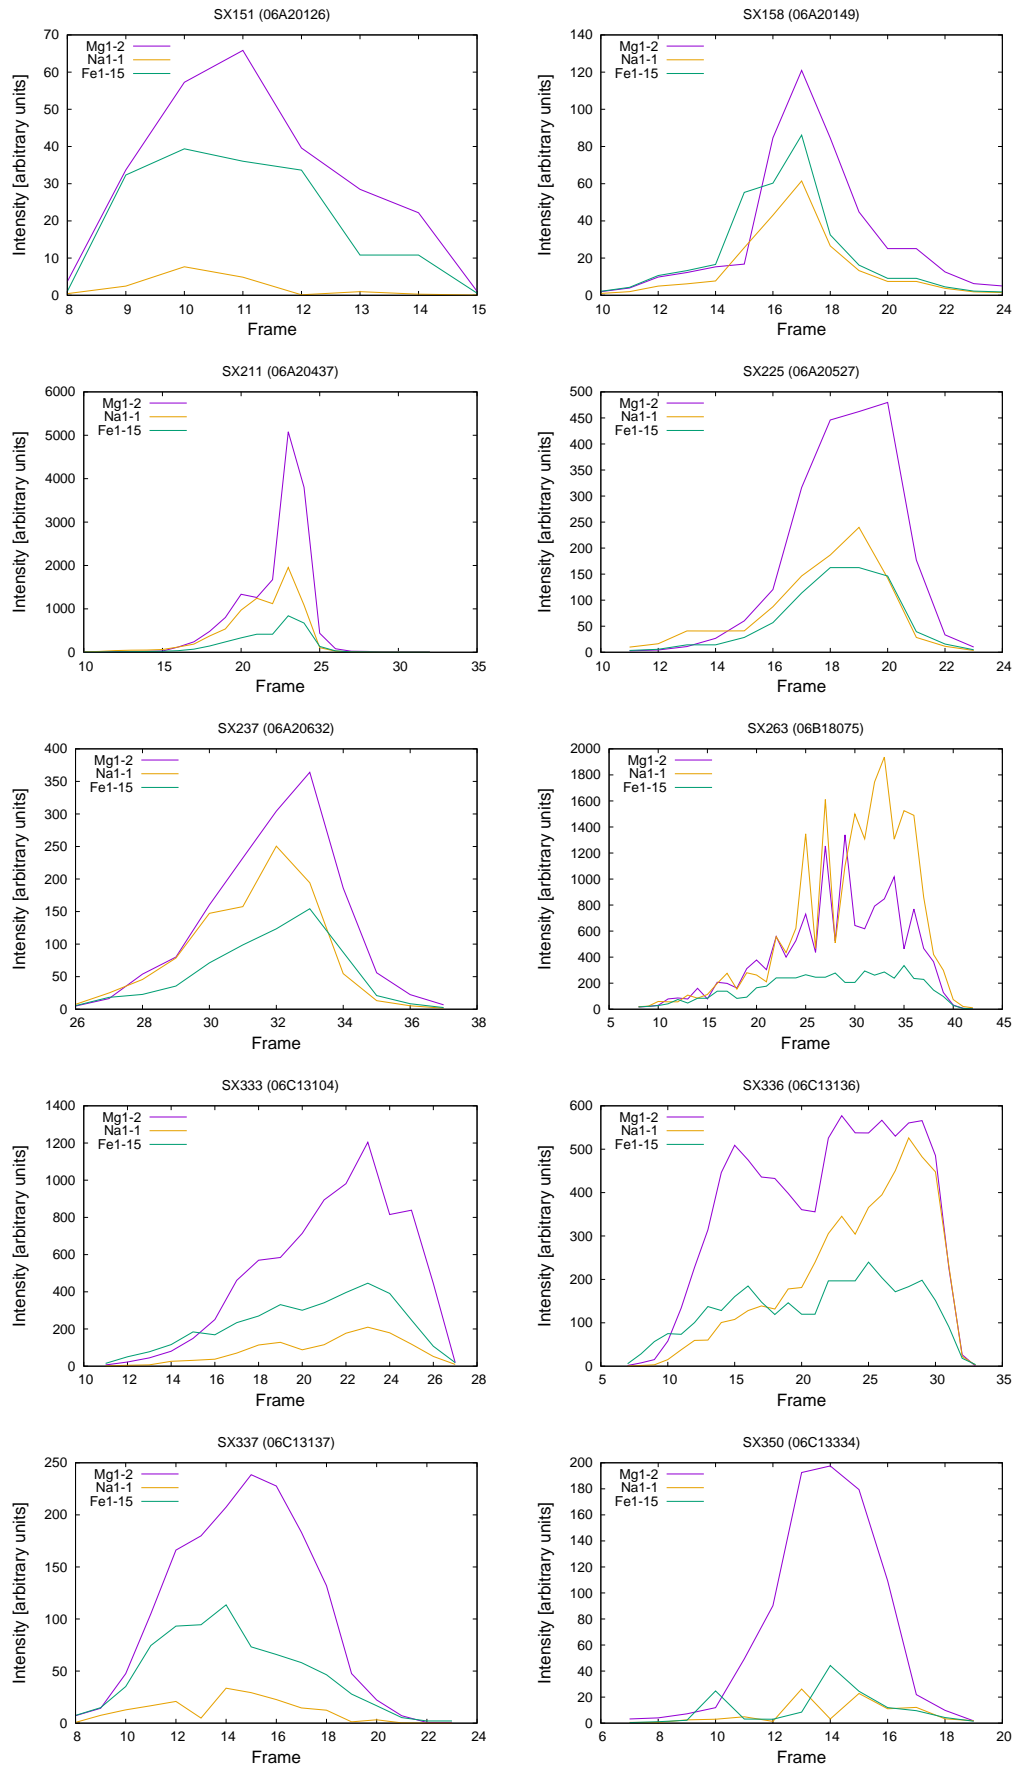 SX151 (06A20126)
Intensity [arbitrary units]
Mg1-2
Na1-1
Fe1-15
70
60
50
40
30
20
10
0
8 9 10 11 12 13 14 15
Frame
SX158 (06A20149)
Intensity [arbitrary units]
Mg1-2
Na1-1
Fe1-15
140
120
100
80
60
40
20
0
10 12 14 16 18 20 22 24
Frame
SX211 (06A20437)
Intensity [arbitrary units]
Mg1-2
Na1-1
Fe1-15
6000
5000
4000
3000
2000
1000
0
10 15 20 25 30 35
Frame
SX225 (06A20527)
Intensity [arbitrary units]
Mg1-2
Na1-1
Fe1-15
500
450
400
350
300
250
200
150
100
50
0
10 12 14 16 18 20 22 24
Frame
SX237 (06A20632)
Intensity [arbitrary units]
Mg1-2
Na1-1
Fe1-15
400
350
300
250
200
150
100
50
0
26 28 30 32 34 36 38
Frame
SX263 (06B18075)
Intensity [arbitrary units]
Mg1-2
Na1-1
Fe1-15
2000
1800
1600
1400
1200
1000
800
600
400
200
0
5 10 15 20 25 30 35 40 45
Frame
SX333 (06C13104)
Intensity [arbitrary units]
Mg1-2
Na1-1
Fe1-15
1400
1200
1000
800
600
400
200
0
10 12 14 16 18 20 22 24 26 28
Frame
SX336 (06C13136)
Intensity [arbitrary units]
Mg1-2
Na1-1
Fe1-15
600
500
400
300
200
100
0
5 10 15 20 25 30 35
Frame
SX337 (06C13137)
Intensity [arbitrary units]
Mg1-2
Na1-1
Fe1-15
250
200
150
100
50
0
8 10 12 14 16 18 20 22 24
Frame
SX350 (06C13334)
Intensity [arbitrary units]
Mg1-2
Na1-1
Fe1-15
200
180
160
140
120
100
80
60
40
20
0
6 8 10 12 14 16 18 20
Frame